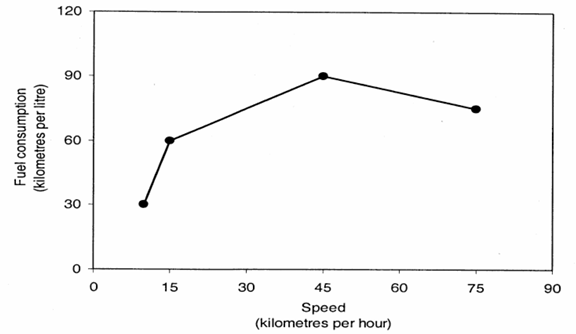 120
90
60
30
0
Fuel consumption
(kilometres per litre)
0 15 30 45 60 75 90
Speed
(kilometres per hour)